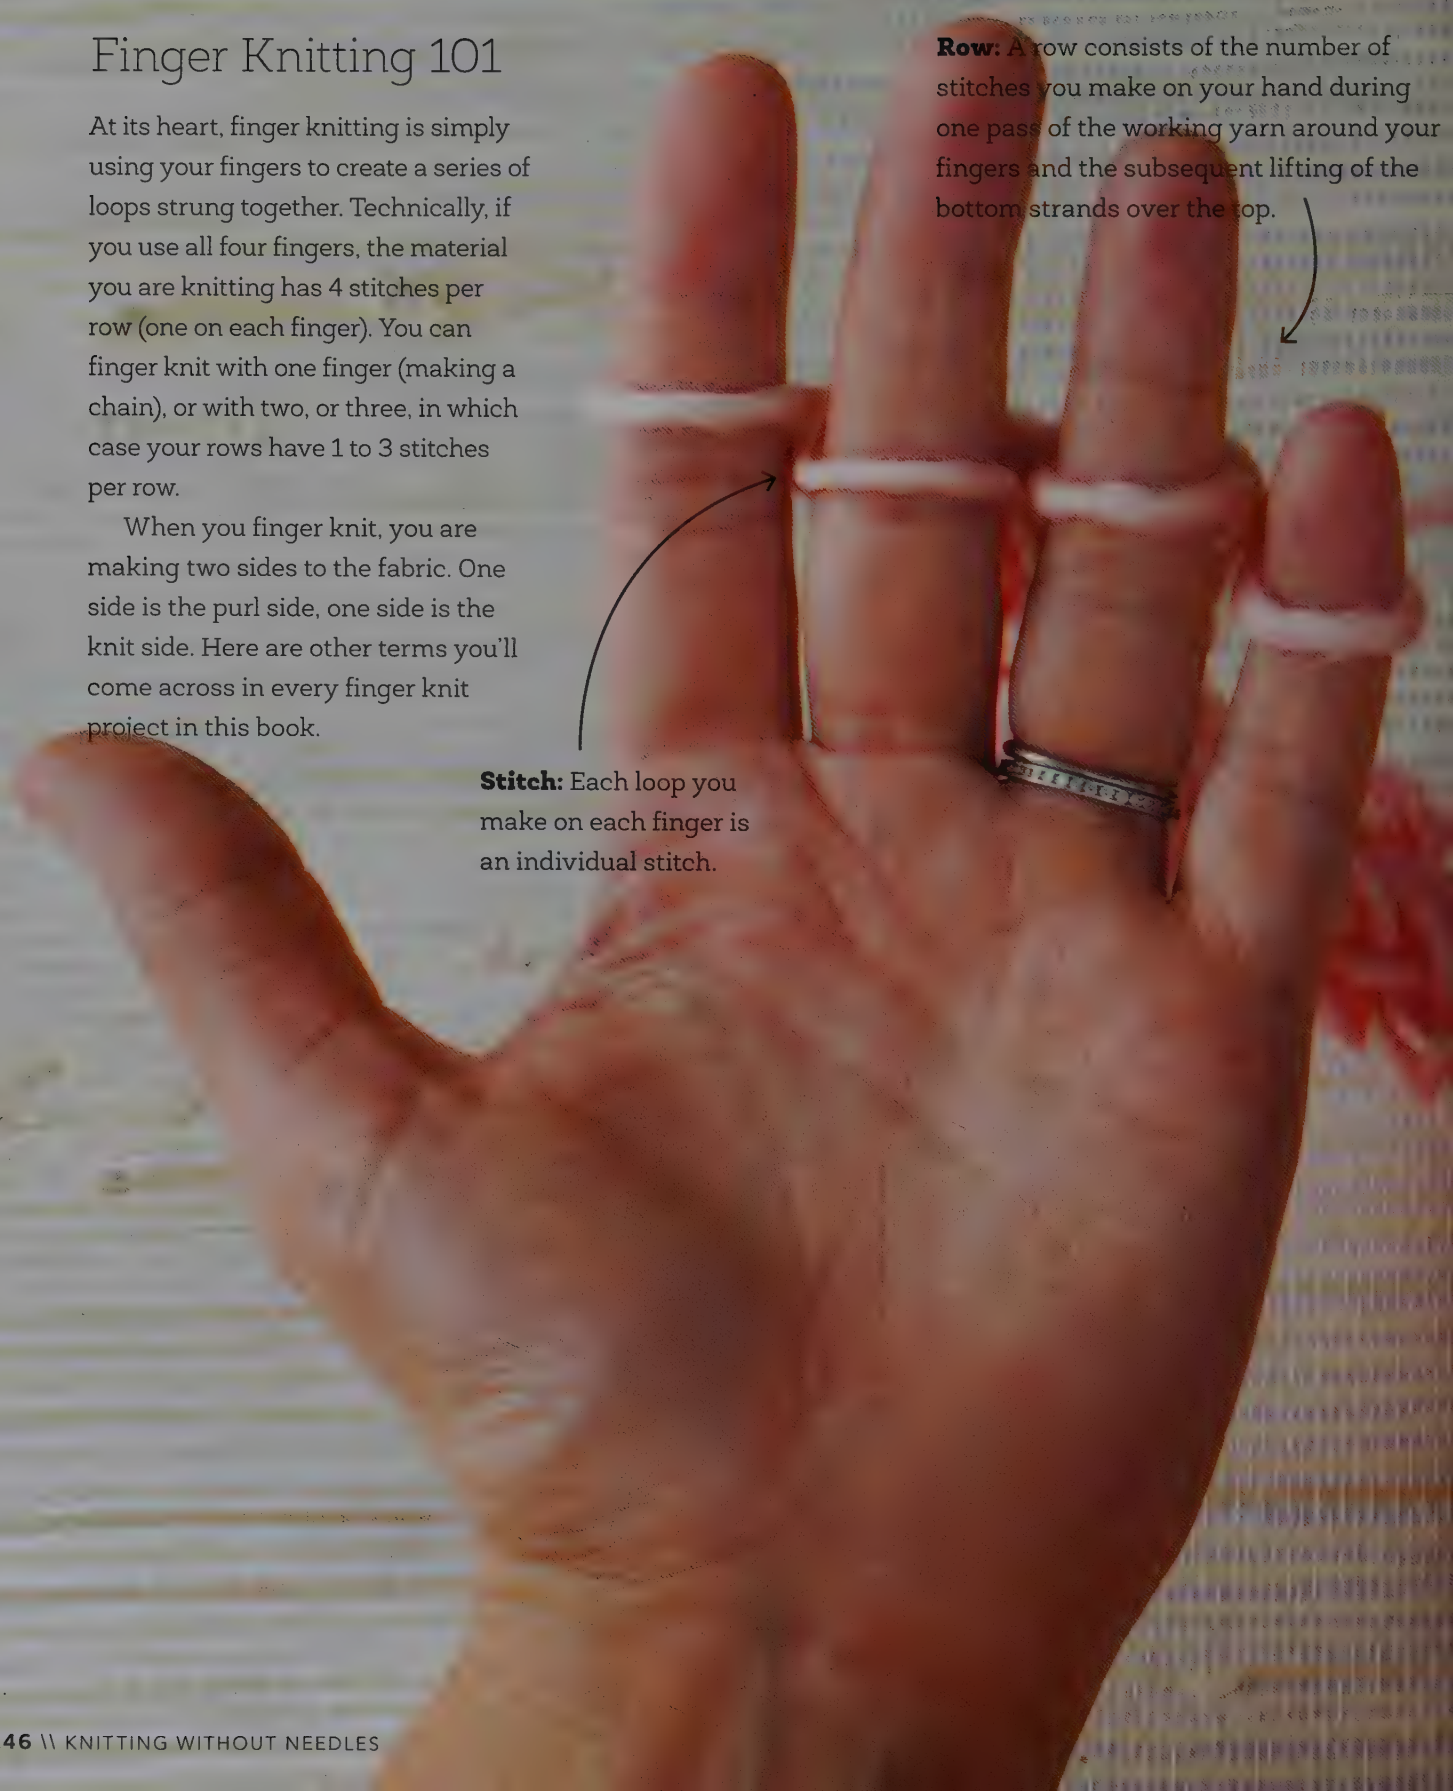 Finger Knitting 101
At its heart, finger knitting is simply
using your fingers to create a series of
loops strung together. Technically, if
you use all four fingers, the material
you are knitting has 4 stitches per
row (one on each finger). You can
finger knit with one finger (making a
chain), or with two, or three, in which
case your rows have 1 to 3 stitches
per row.
When you finger knit, you are
making two sides to the fabric. One
side is the purl side, one side is the
knit side. Here are other terms you'll
come across in every finger knit
project in this book.
Stitch: Each loop you
make on each finger is
an individual stitch.
Row: A row consists of the number of
stitches you make on your hand during
one pass of the working yarn around your
fingers and the subsequent lifting of the
bottom strands over the top.
46 \\ KNITTING WITHOUT NEEDLES